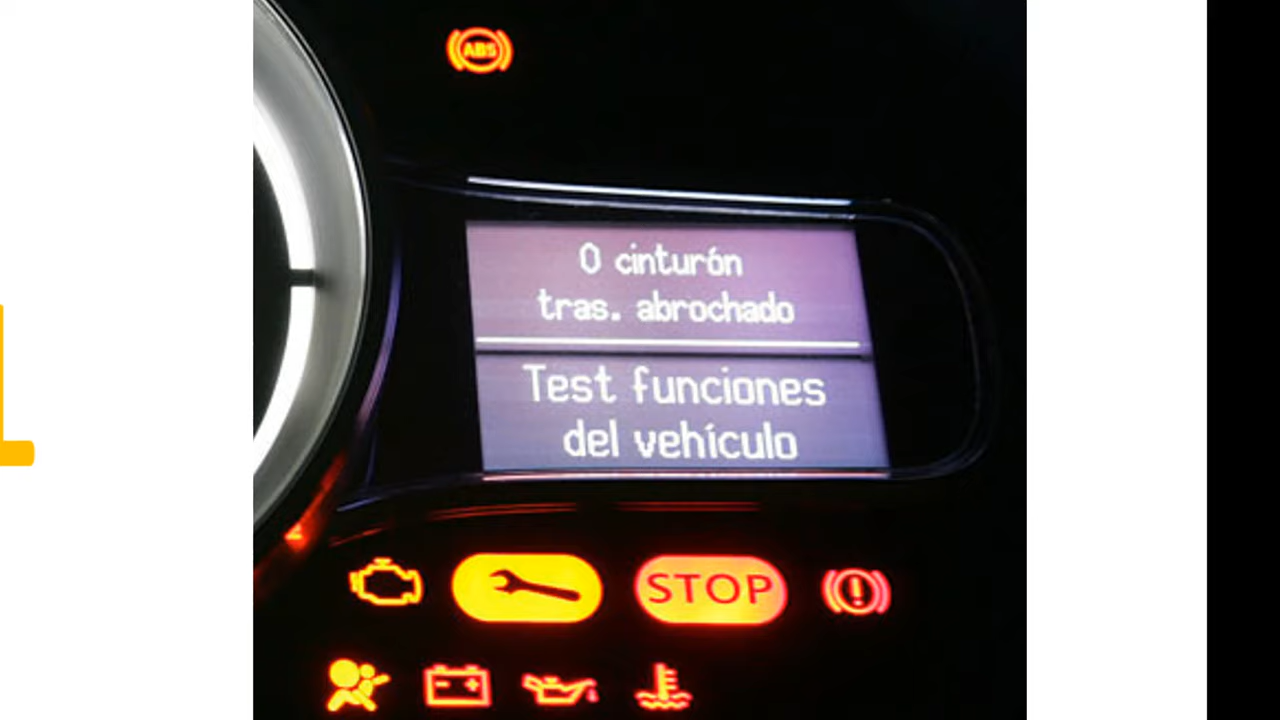 ABS
0 cinturón
tras. abrochado
Test funciones
del vehículo
STOP